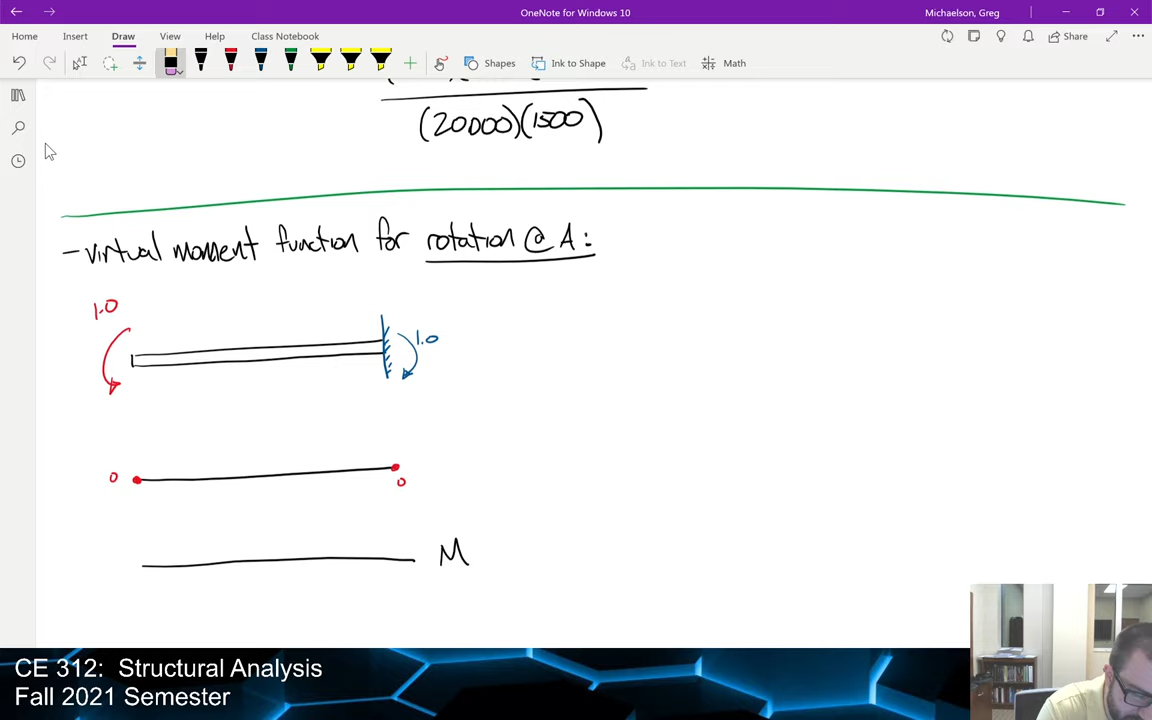 OneNote for Windows 10
Michaelson, Greg
Home Insert Draw View Help Class Notebook
Share
Shapes Ink to Shape Ink to Text Math
(20000)(1500)
- virtual moment function for rotation @ A:
1.0
1.0
0
0
M
CE 312: Structural Analysis
Fall 2021 Semester